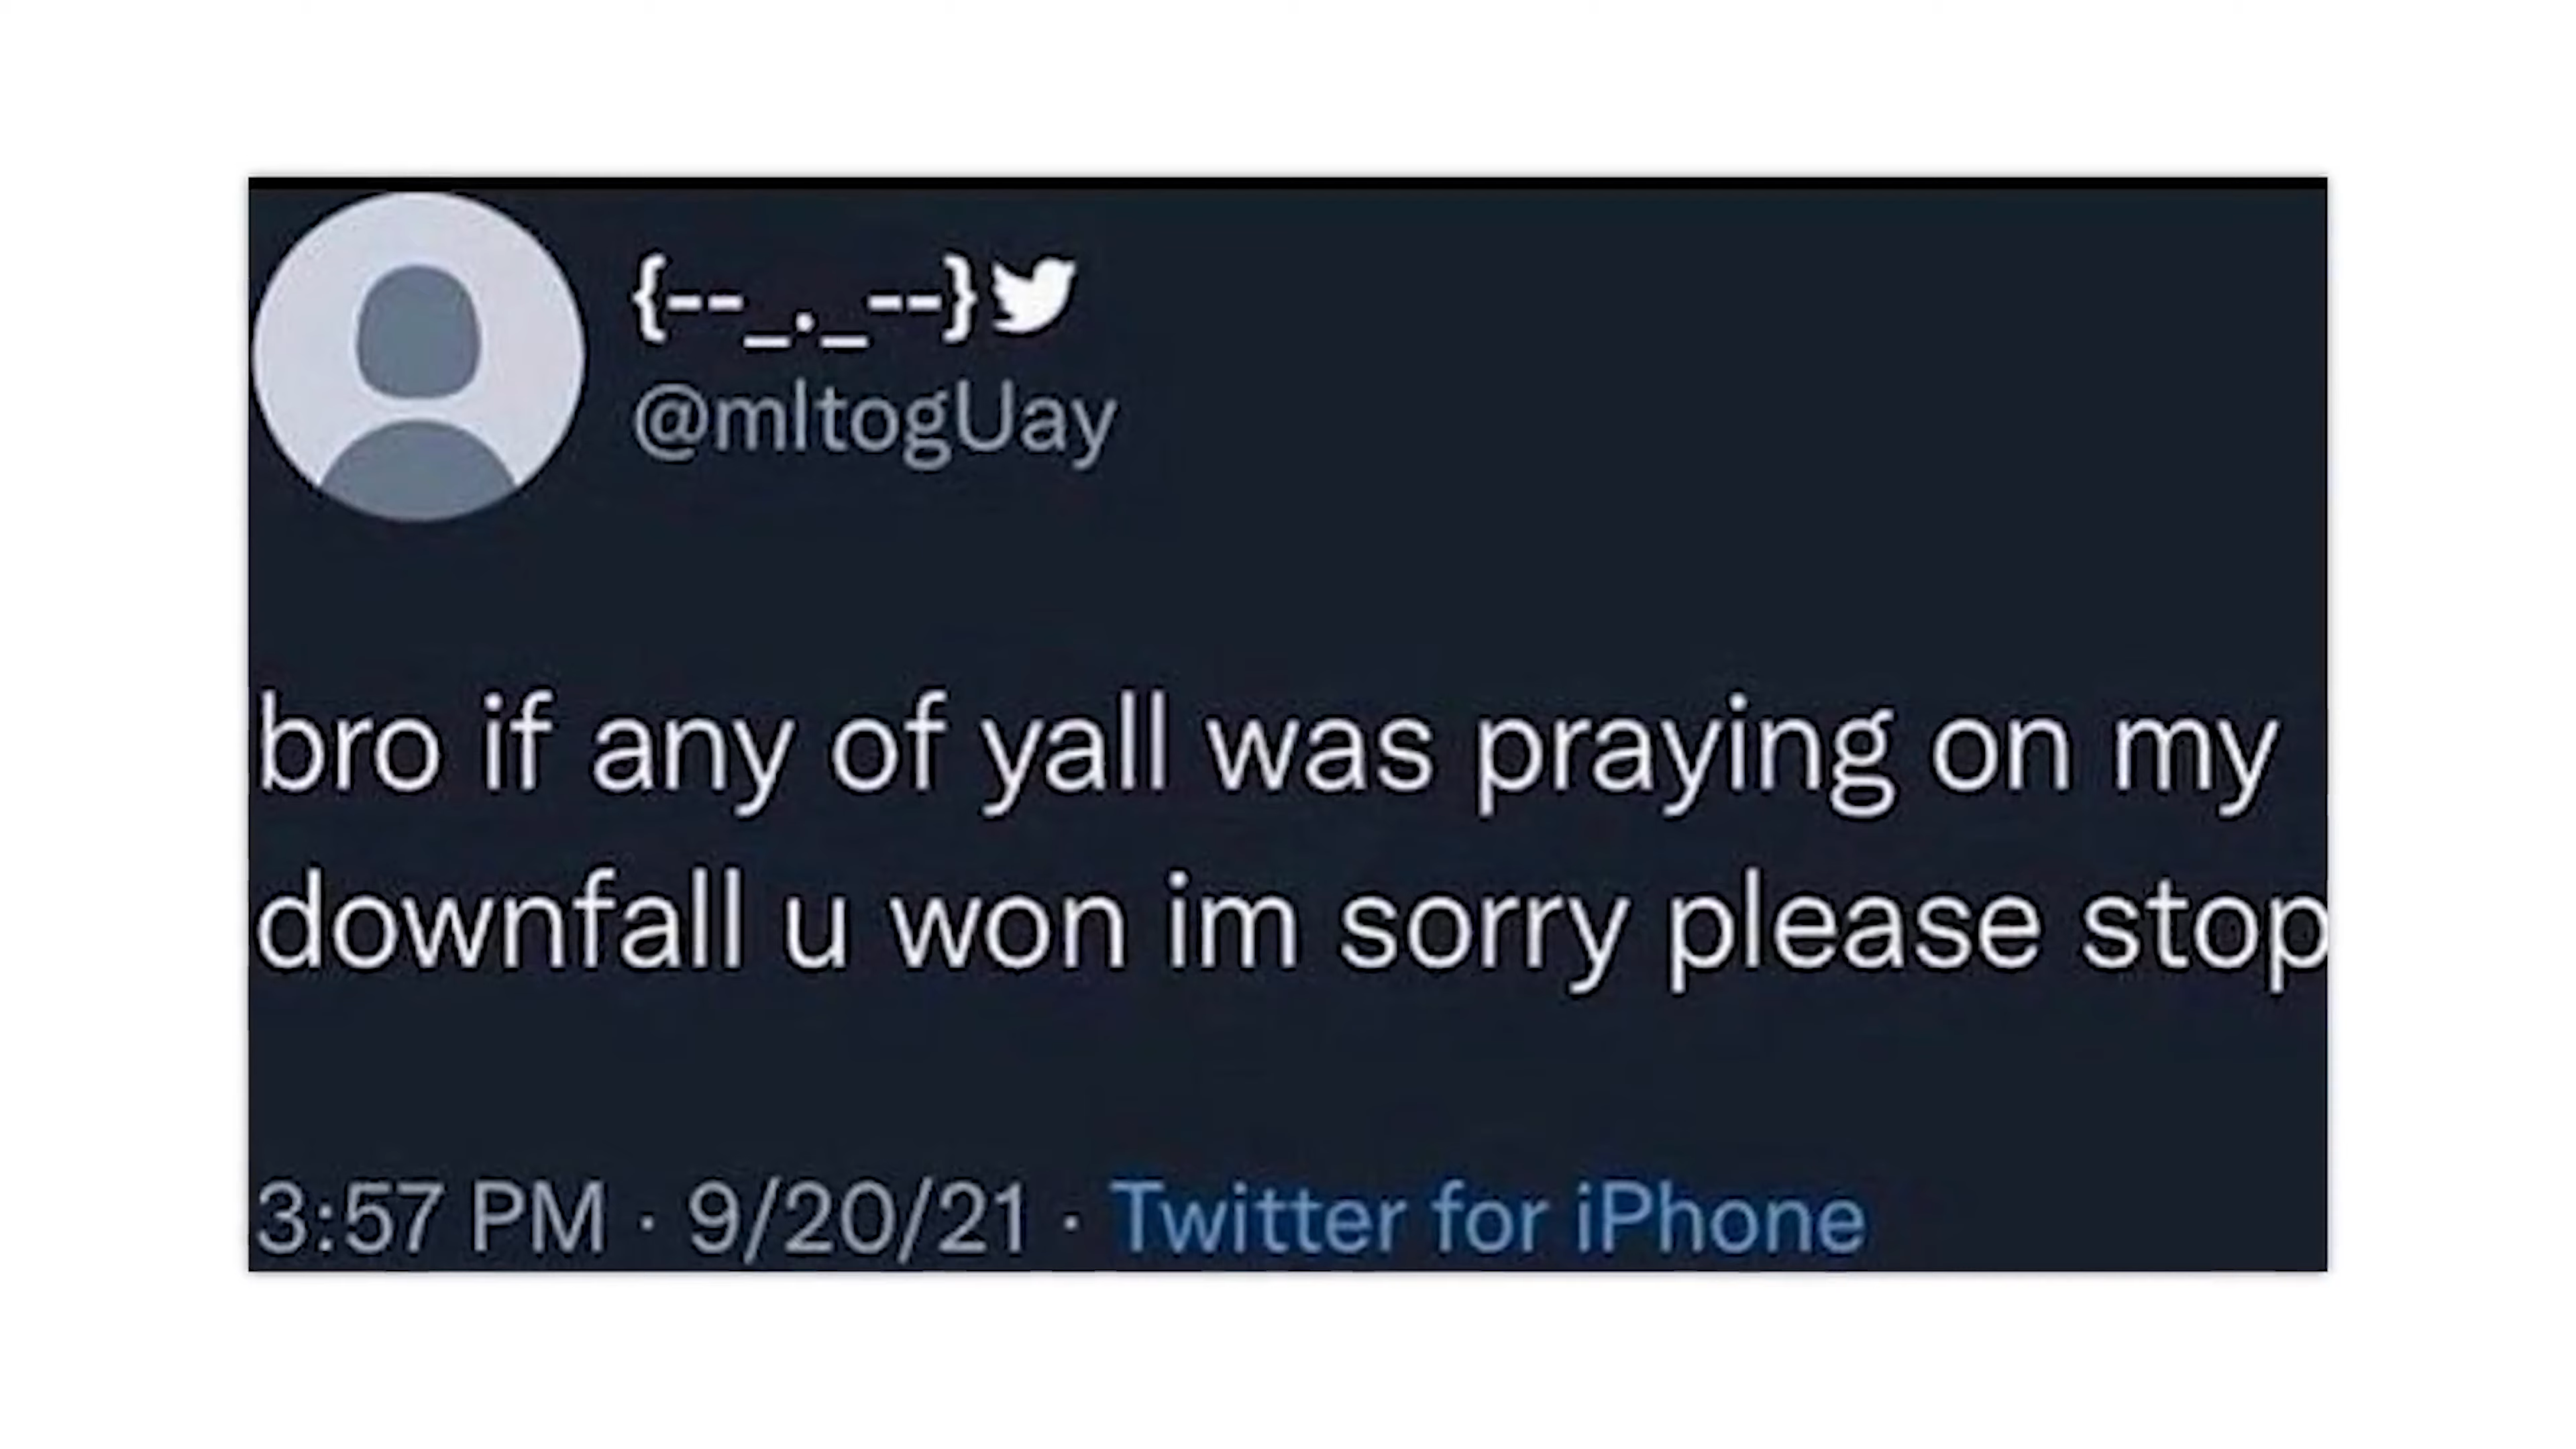 {--_._--}
@mltogUay
bro if any of yall was praying on my
downfall u won im sorry please stop
3:57 PM · 9/20/21 · Twitter for iPhone